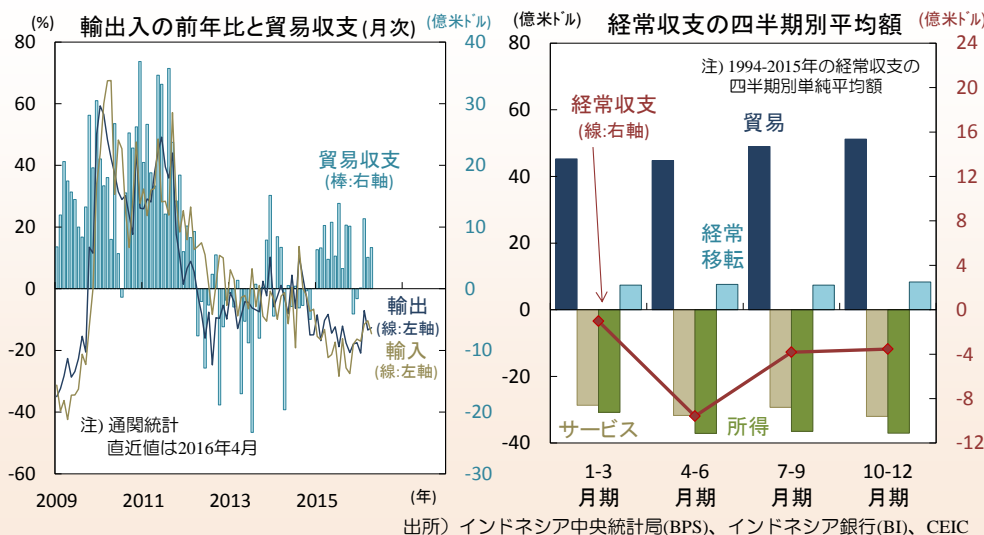 輸出入の前年比と貿易収支(月次)
(%)
(億米ドル)
80
60
40
20
0
-20
-40
-60
40
30
20
10
0
-10
-20
-30
貿易収支
(棒:右軸)
輸出
(線:左軸)
輸入
(線:左軸)
注) 通関統計
直近値は2016年4月
2009
2011
2013
2015
(年)
経常収支の四半期別平均額
(億米ドル)
(億米ドル)
80
60
40
20
0
-20
-40
24
20
16
12
8
4
0
-4
-8
-12
注) 1994-2015年の経常収支の
四半期別単純平均額
経常収支
(線:右軸)
貿易
経常
移転
サービス
所得
1-3
月期
4-6
月期
7-9
月期
10-12
月期
出所）インドネシア中央統計局(BPS)、インドネシア銀行(BI)、CEIC